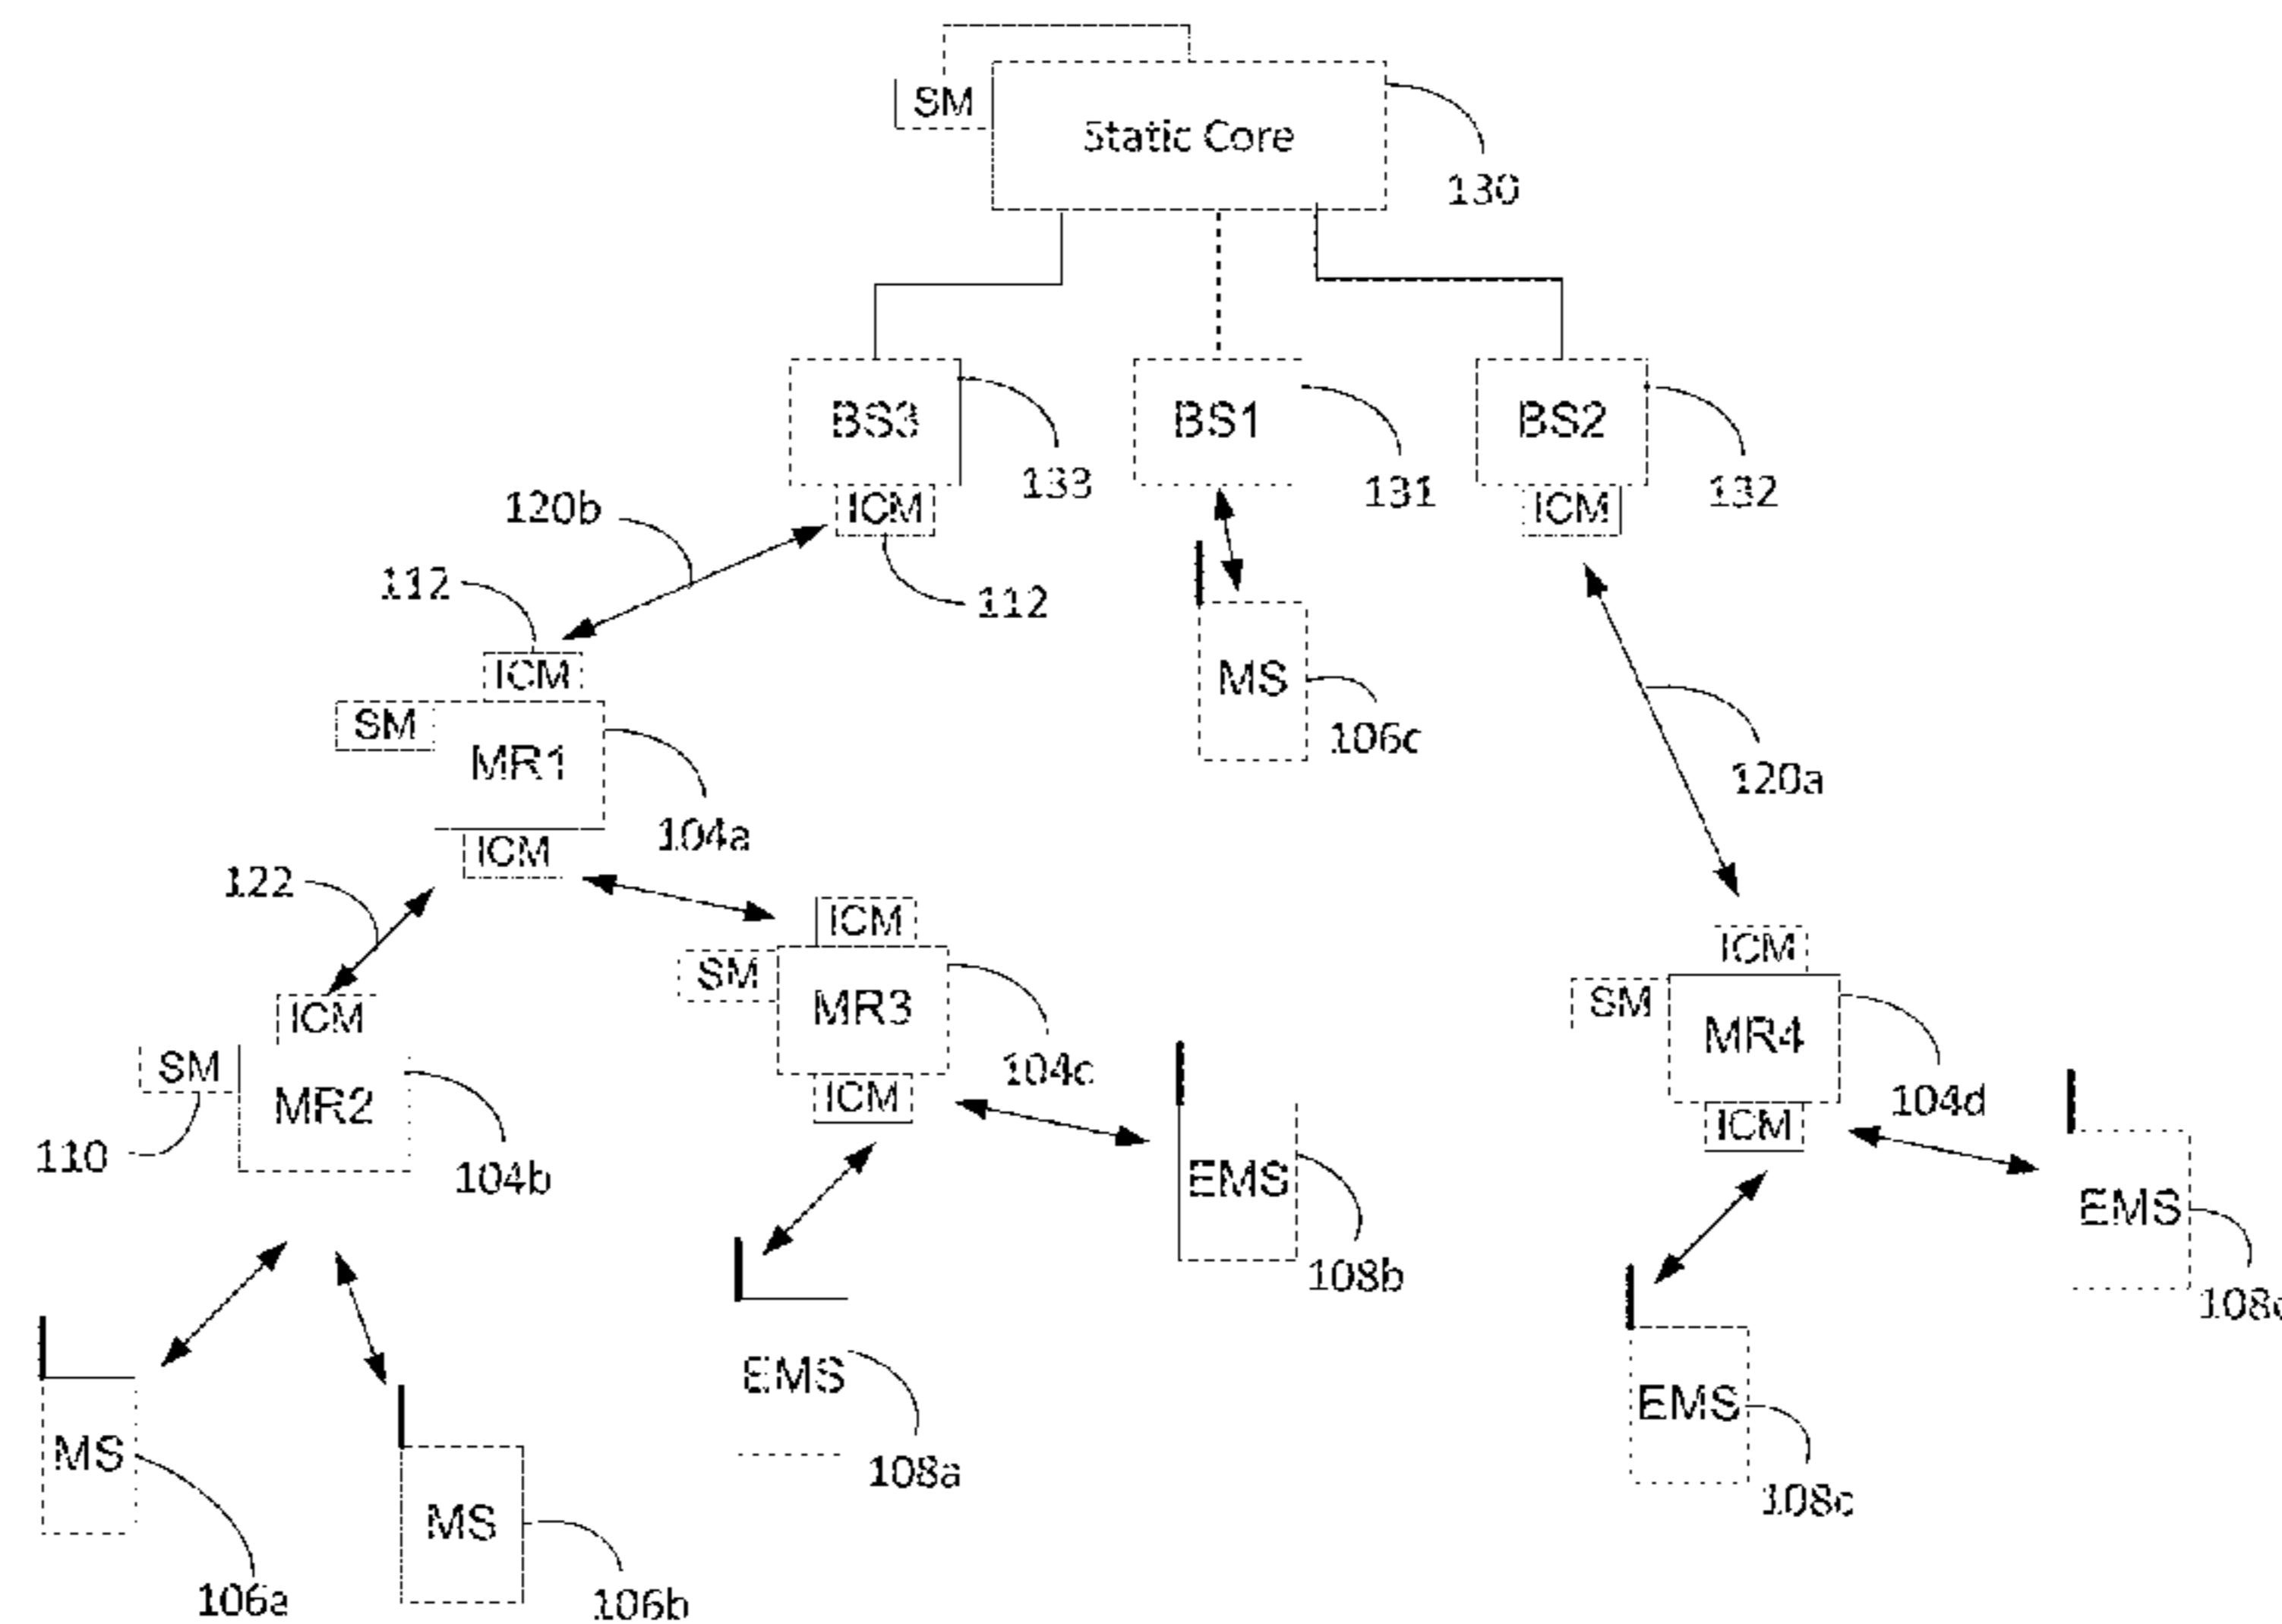 SM
Static Core
130
BS3
BS1
BS2
133
131
132
ICM
ICM
120b
112
112
ICM
MS
SM
MR1
106c
120a
104a
ICM
122
ICM
ICM
SM
MR3
SM
MR4
ICM
104c
104d
SM
MR2
ICM
ICM
110
104b
EMS
EMS
108b
108c
EMS
EMS
108a
108c
MS
MS
106a
106b